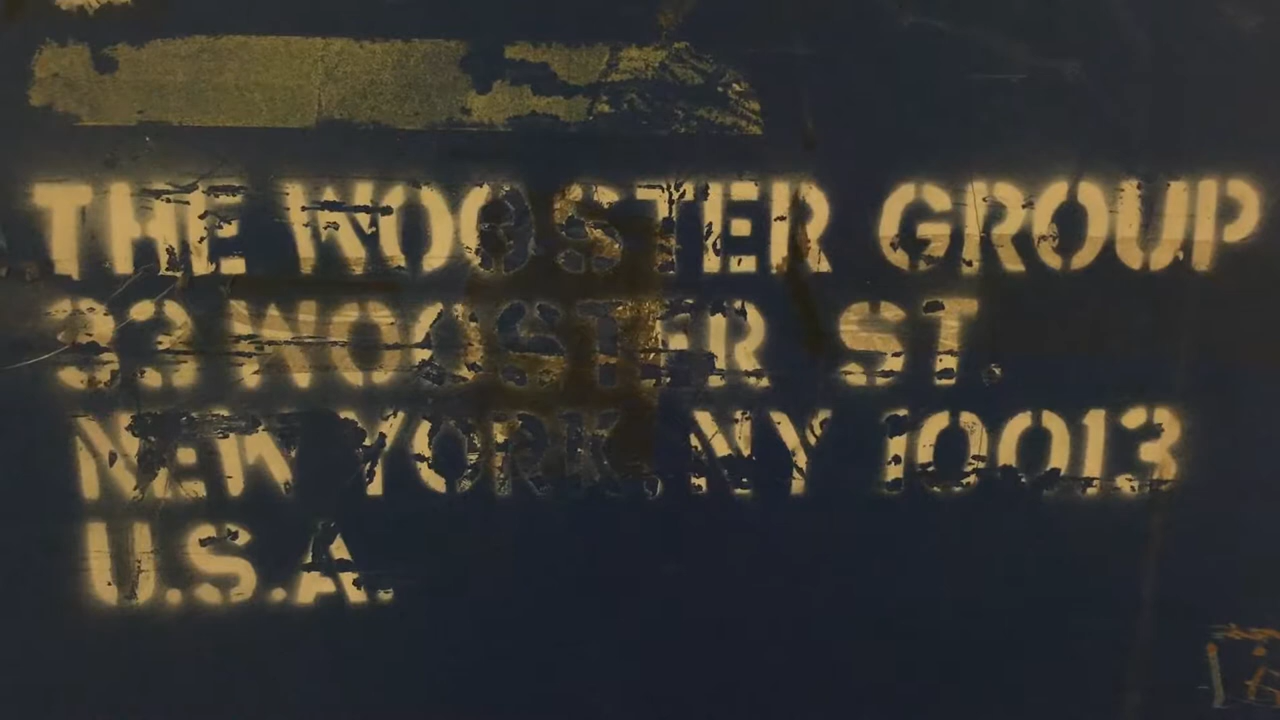 THE WOOSTER GROUP
33 WOOSTER ST.
NEW YORK NY 10013
U.S.A.